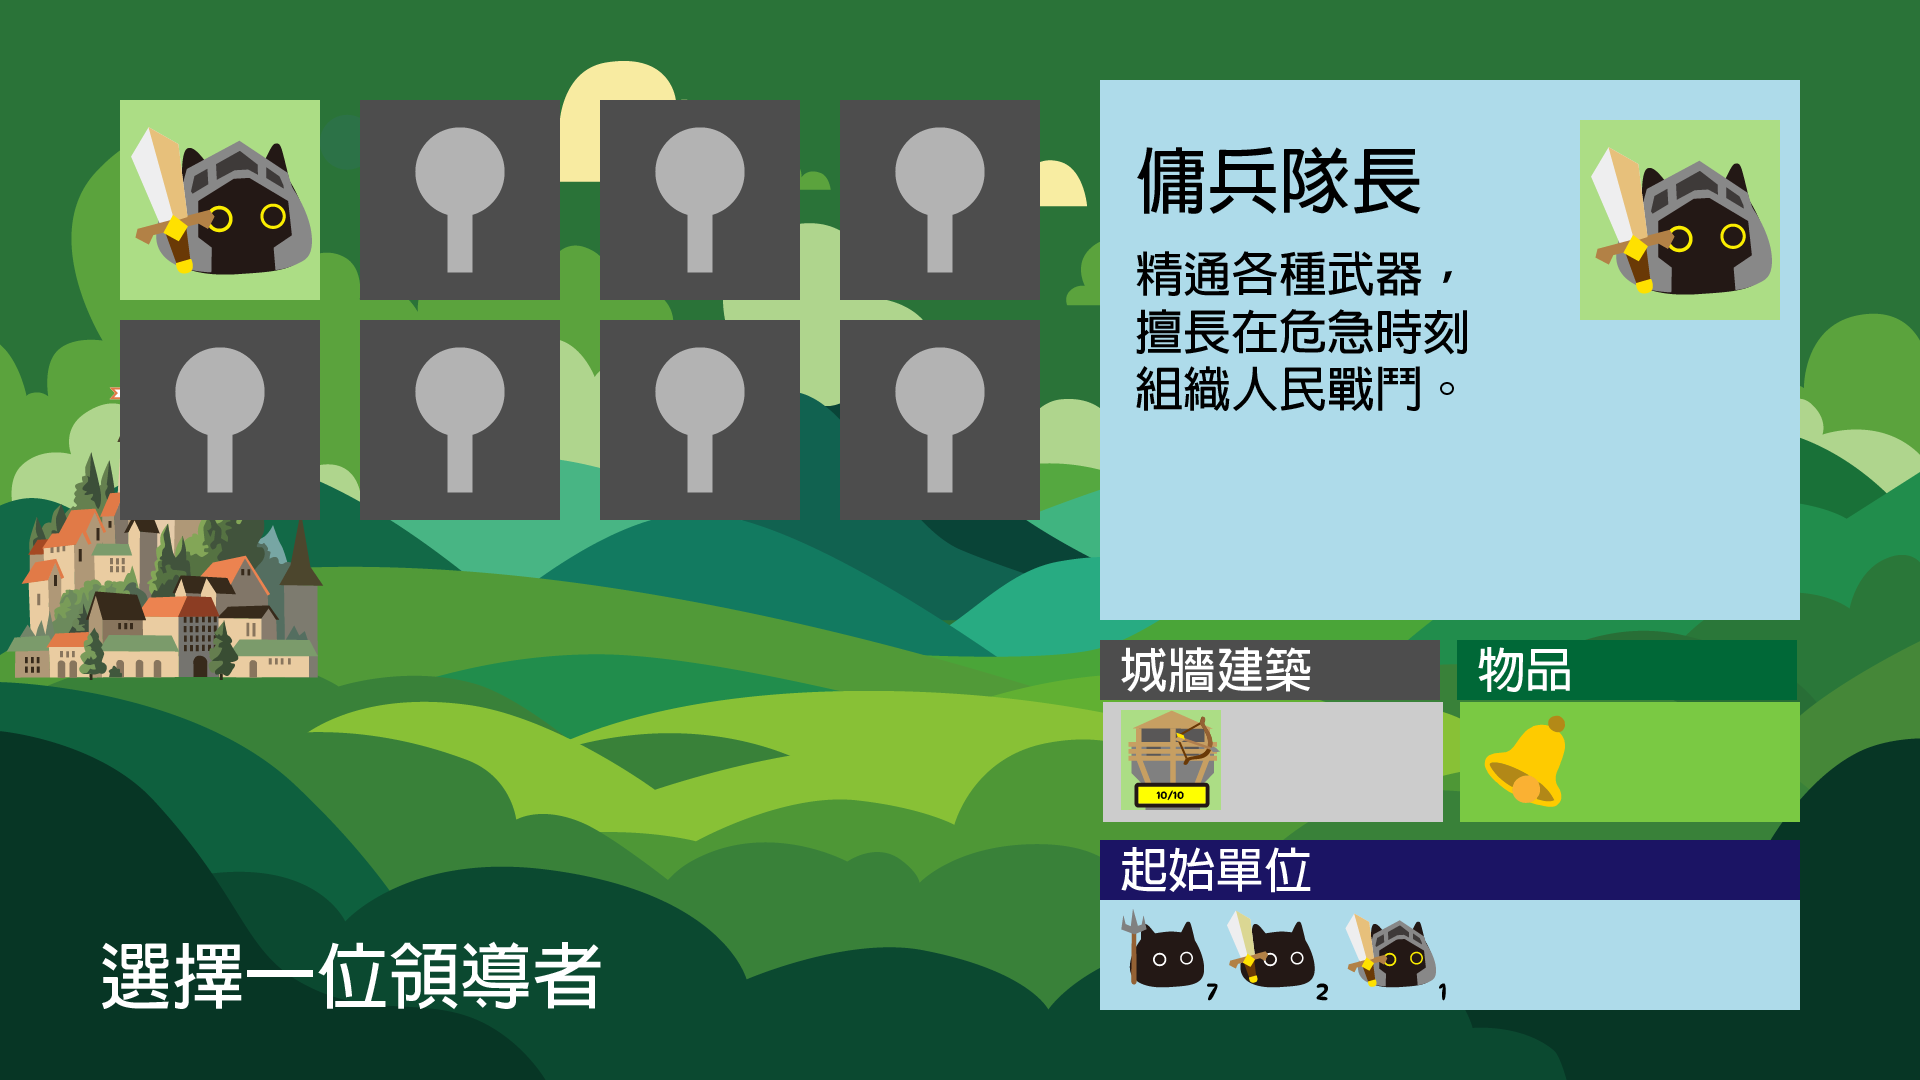 傭兵隊長
精通各種武器，
擅長在危急時刻
組織人民戰鬥。
城牆建築
物品
10/10
起始單位
7
2
1
選擇一位領導者